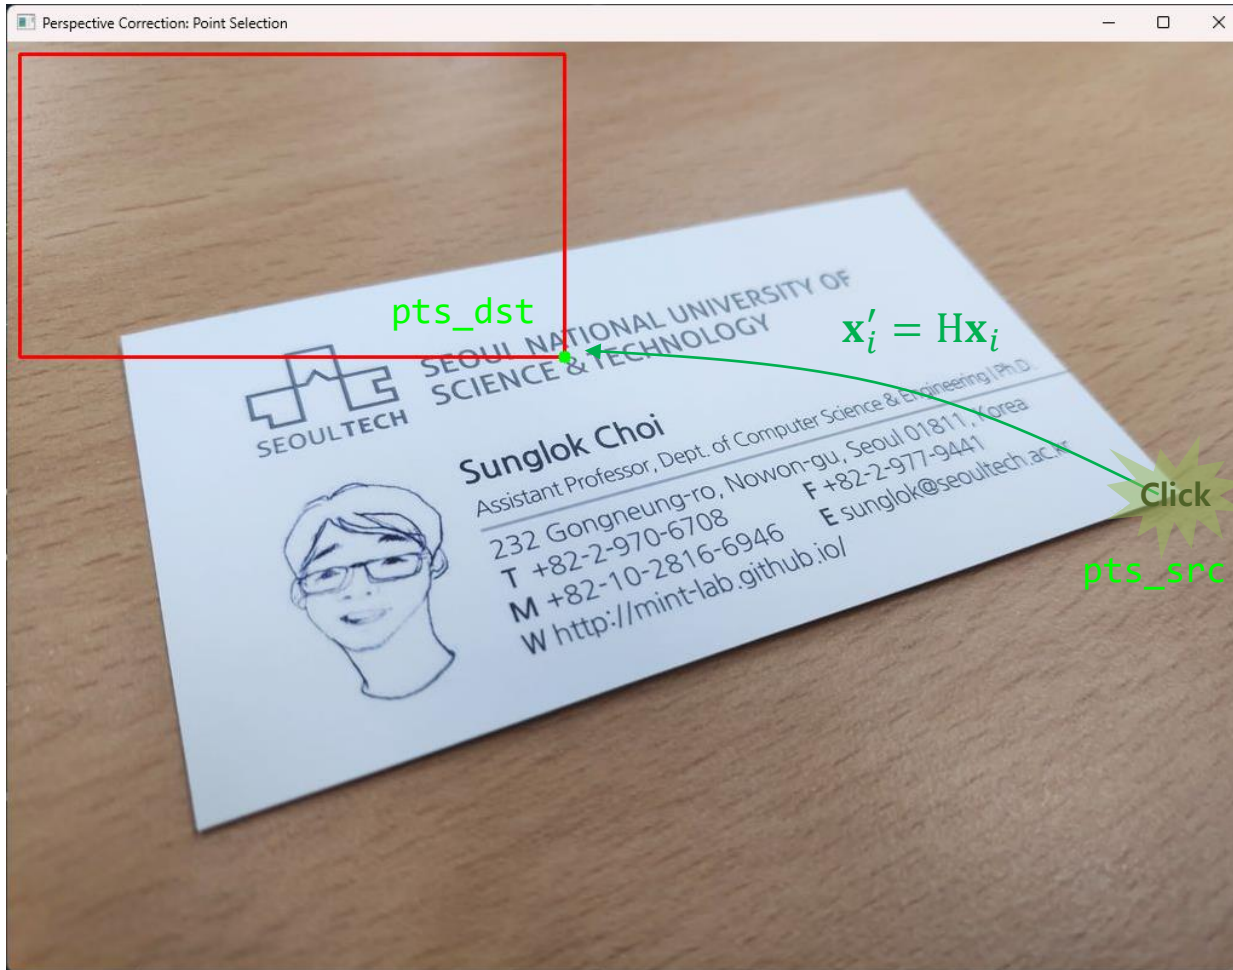 Perspective Correction: Point Selection
pts_dst
x′ᵢ = Hxᵢ
SEOUL NATIONAL UNIVERSITY OF
SCIENCE & TECHNOLOGY
SEOULTECH
Sunglok Choi
Assistant Professor, Dept. of Computer Science & Engineering | Ph.D.
232 Gongneung-ro, Nowon-gu, Seoul 01811, Korea
T +82-2-970-6708 F +82-2-977-9441
M +82-10-2816-6946 E sunglok@seoultech.ac.kr
W http://mint-lab.github.io/
Click
pts_src